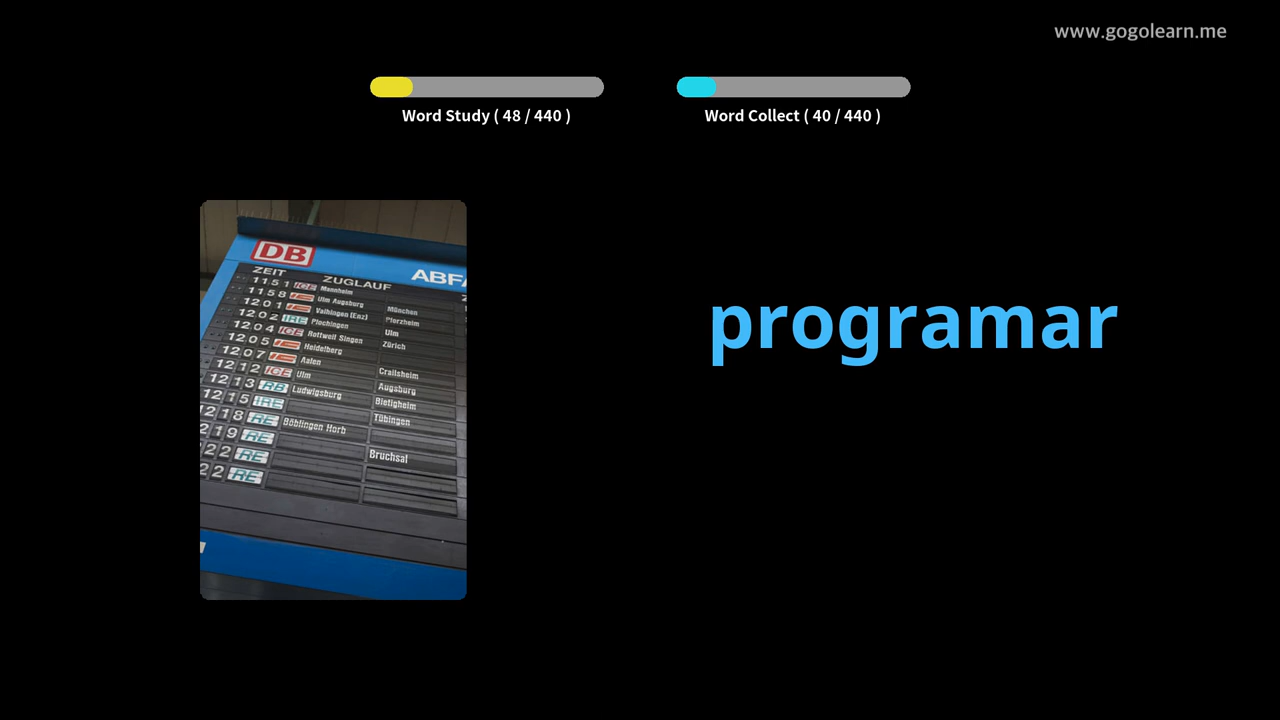 www.gogolearn.me
Word Study ( 48 / 440 )
Word Collect ( 40 / 440 )
programar
DB
ZEIT ZUGLAUF ABFA
1151 ICE Mannheim
1158 Ulm Augsburg München
1201 Vaihingen (Enz) Pforzheim
1202 IRE Plochingen Ulm
1204 ICE Rottweil Singen Zürich
1205 Heidelberg
1207 Aalen Crailsheim
1212 ICE Ulm Augsburg
1213 RB Ludwigsburg Bietigheim
1215 IRE Tübingen
1218 RE Böblingen Horb
219 RE
22 RE Bruchsal
22 RE